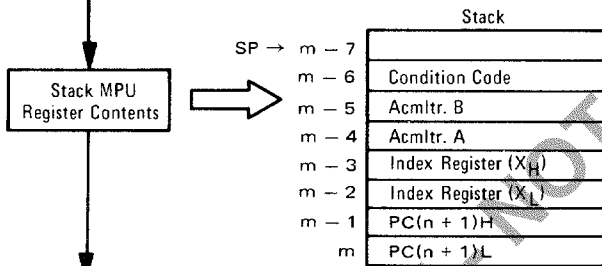 Stack
SP → m – 7
m – 6 Condition Code
Stack MPU
Register Contents
m – 5 Acmltr. B
m – 4 Acmltr. A
m – 3 Index Register (XH)
m – 2 Index Register (XL)
m – 1 PC(n + 1)H
m PC(n + 1)L
NOT